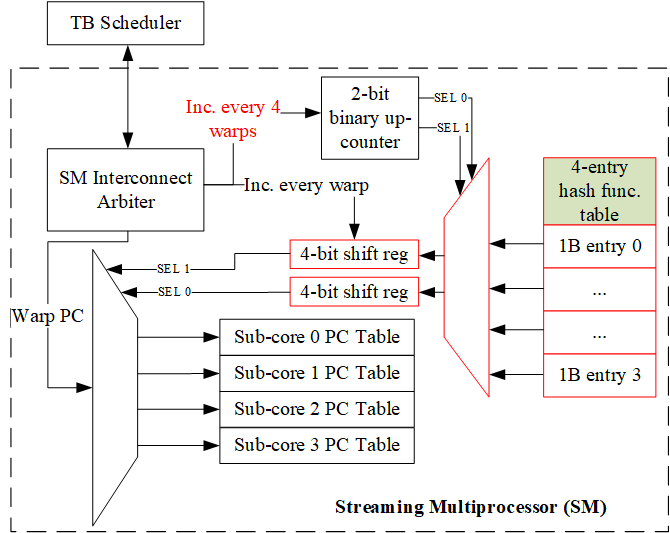 TB Scheduler
Inc. every 4
warps
2-bit
binary up-
counter
SEL 0
SEL 1
SM Interconnect
Arbiter
Inc. every warp
4-entry
hash func.
table
1B entry 0
...
...
1B entry 3
4-bit shift reg
4-bit shift reg
SEL 1
SEL 0
Warp PC
Sub-core 0 PC Table
Sub-core 1 PC Table
Sub-core 2 PC Table
Sub-core 3 PC Table
Streaming Multiprocessor (SM)